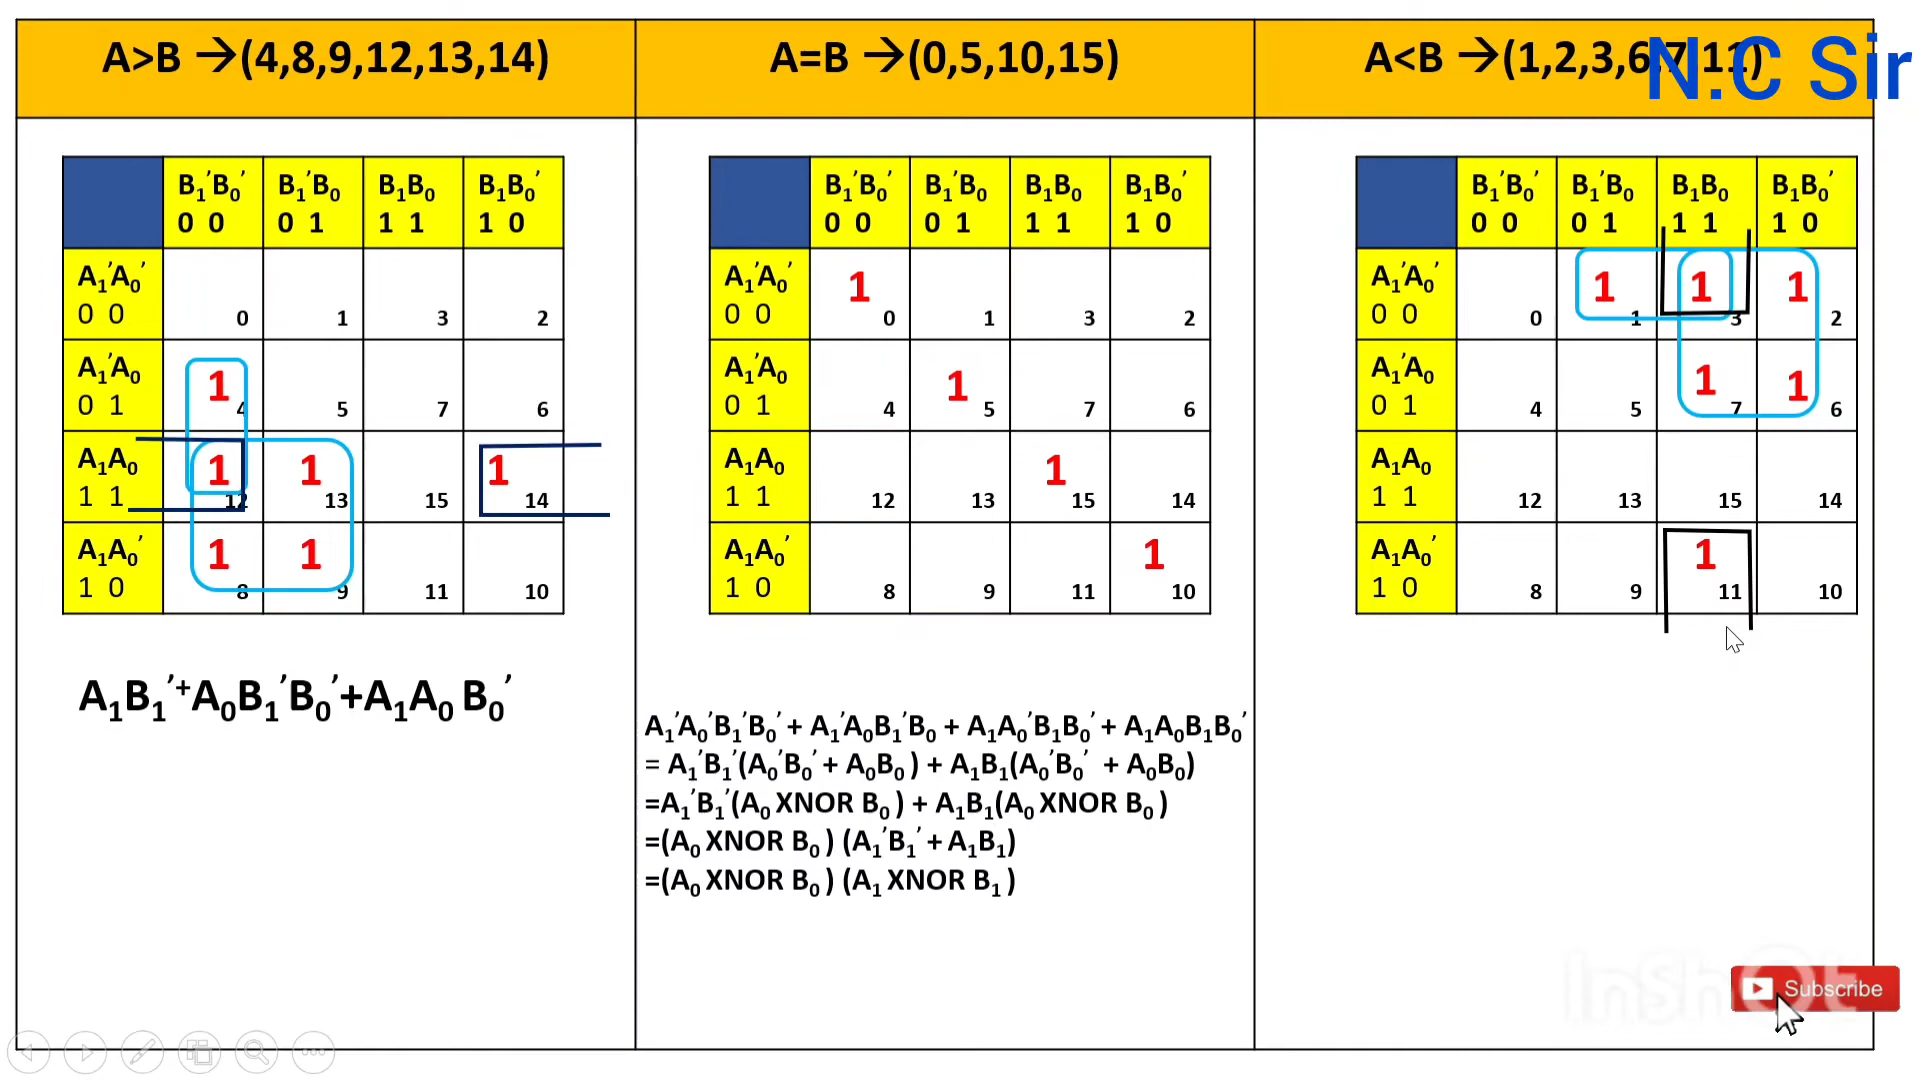 A>B →(4,8,9,12,13,14)
A=B →(0,5,10,15)
A<B →(1,2,3,6,7,11)
N.C Sir
B₁'B₀' B₁'B₀ B₁B₀ B₁B₀'
0 0 0 1 1 1 1 0
A₁'A₀'
0 0 0 1 3 2
A₁'A₀ 1
0 1 4 5 7 6
A₁A₀ 1 1 1
1 1 12 13 15 14
A₁A₀' 1 1
1 0 8 9 11 10
A₁B₁'+A₀B₁'B₀'+A₁A₀ B₀'
B₁'B₀' B₁'B₀ B₁B₀ B₁B₀'
0 0 0 1 1 1 1 0
A₁'A₀' 1
0 0 0 1 3 2
A₁'A₀ 1
0 1 4 5 7 6
A₁A₀ 1
1 1 12 13 15 14
A₁A₀' 1
1 0 8 9 11 10
A₁'A₀'B₁'B₀' + A₁'A₀B₁'B₀ + A₁A₀'B₁B₀' + A₁A₀B₁B₀'
= A₁'B₁'(A₀'B₀' + A₀B₀ ) + A₁B₁(A₀'B₀' + A₀B₀)
=A₁'B₁'(A₀ XNOR B₀ ) + A₁B₁(A₀ XNOR B₀ )
=(A₀ XNOR B₀ ) (A₁'B₁' + A₁B₁)
=(A₀ XNOR B₀ ) (A₁ XNOR B₁ )
B₁'B₀' B₁'B₀ B₁B₀ B₁B₀'
0 0 0 1 1 1 1 0
A₁'A₀' 1 1 1
0 0 0 1 3 2
A₁'A₀ 1 1
0 1 4 5 7 6
A₁A₀
1 1 12 13 15 14
A₁A₀' 1
1 0 8 9 11 10
InShOt
Subscribe